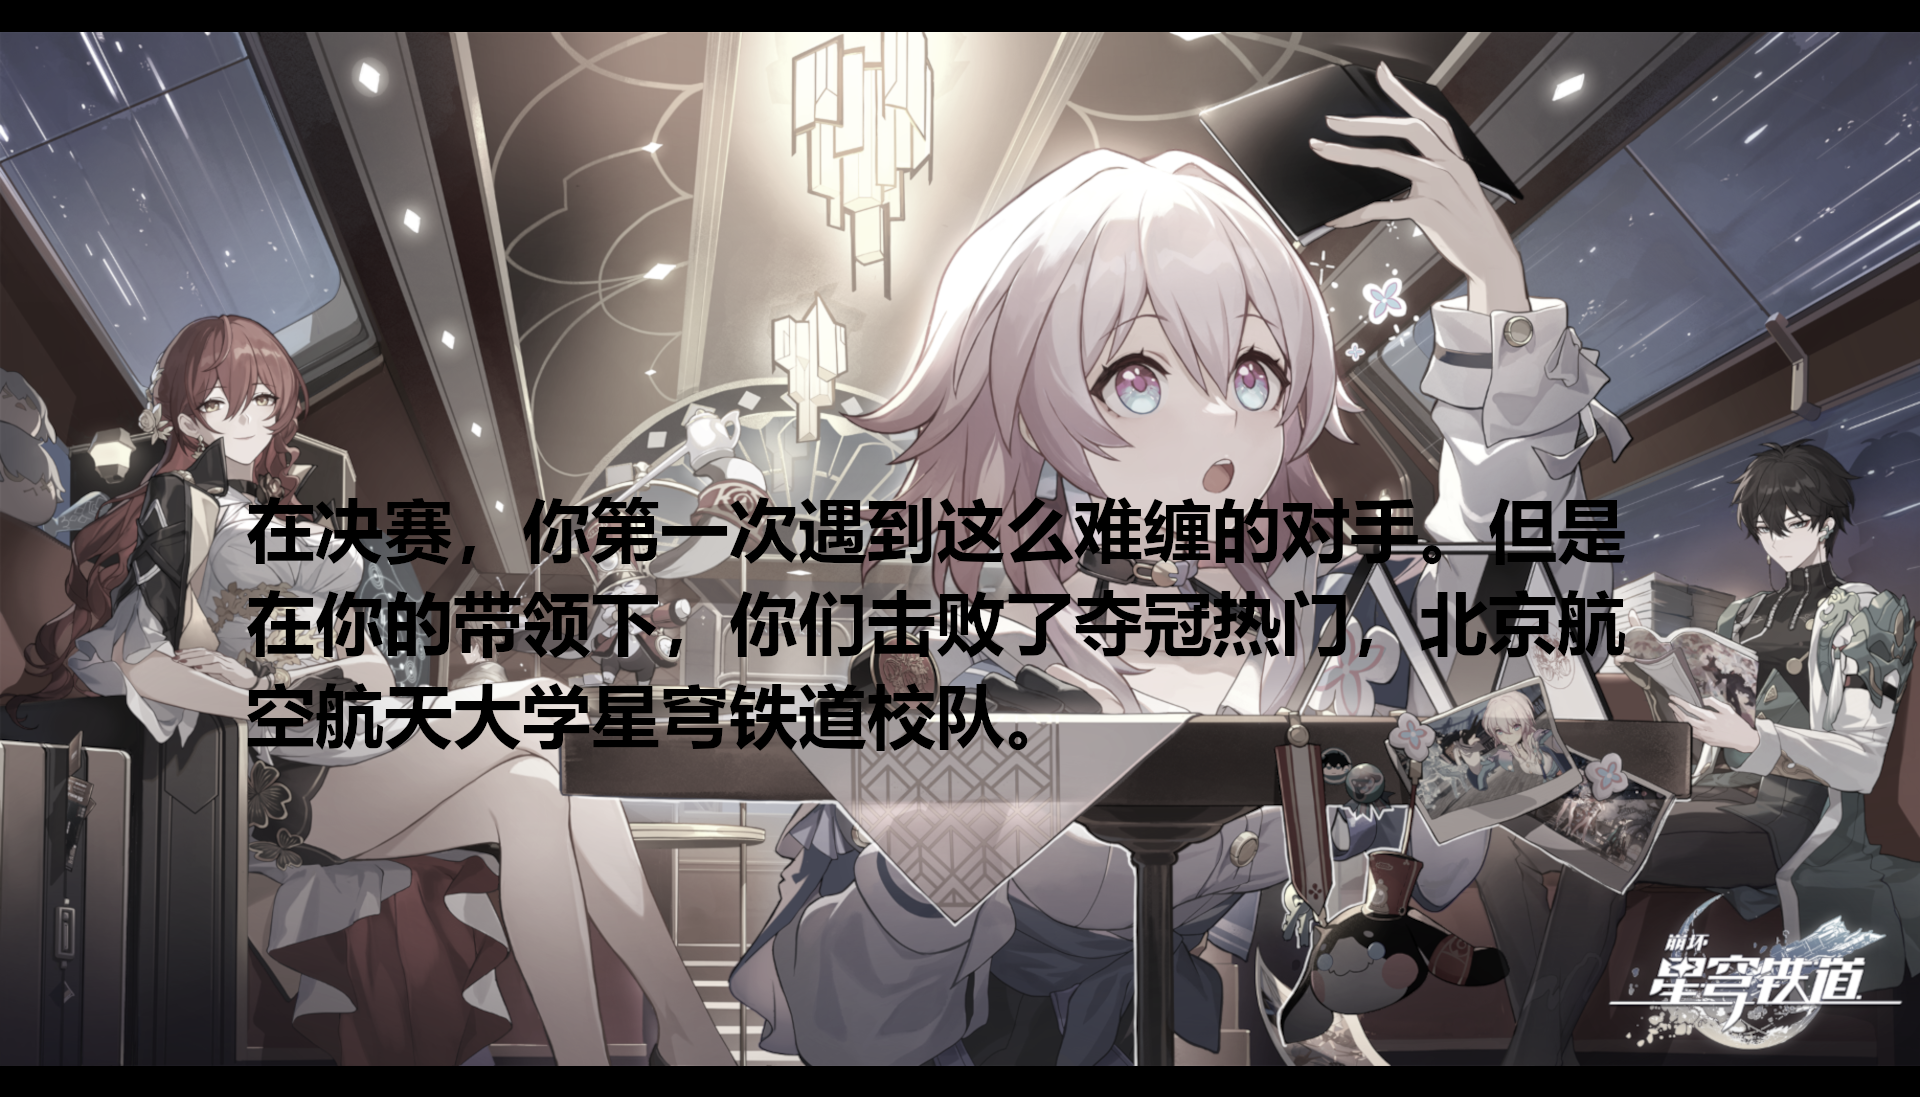 在决赛，你第一次遇到这么难缠的对手。但是
在你的带领下，你们击败了夺冠热门，北京航
空航天大学星穹铁道校队。
崩坏
星穹铁道